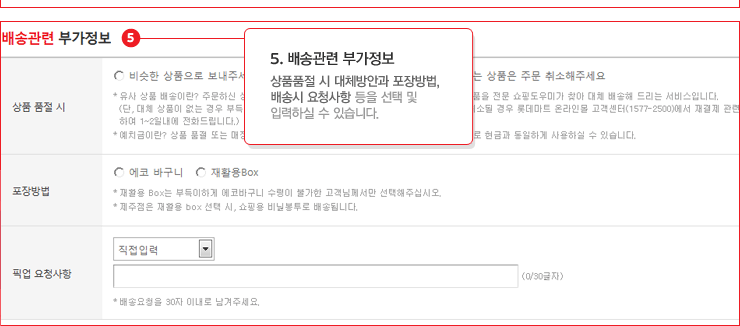 배송관련 부가정보 5
5. 배송관련 부가정보
상품품절 시 대체방안과 포장방법,
배송시 요청사항 등을 선택 및
입력하실 수 있습니다.
상품 품절 시
비슷한 상품으로 보내주세
는 상품은 주문 취소해주세요
* 유사 상품 배송이란? 주문하신 상
품을 전문 쇼핑도우미가 찾아 대체 배송해 드리는 서비스입니다.
(단, 대체 상품이 없는 경우 부득
소될 경우 롯데마트 온라인몰 고객센터(1577-2500)에서 재결제 관련
하여 1~2일내에 전화드립니다.)
* 예치금이란? 상품 품절 또는 매장
로 현금과 동일하게 사용하실 수 있습니다.
포장방법
에코 바구니 재활용Box
* 재활용 Box는 부득이하게 에코바구니 수령이 불가한 고객님께서만 선택해주십시오.
* 제주점은 재활용 box 선택 시, 쇼핑용 비닐봉투로 배송됩니다.
픽업 요청사항
직접입력
(0/30글자)
* 배송요청을 30자 이내로 남겨주세요.